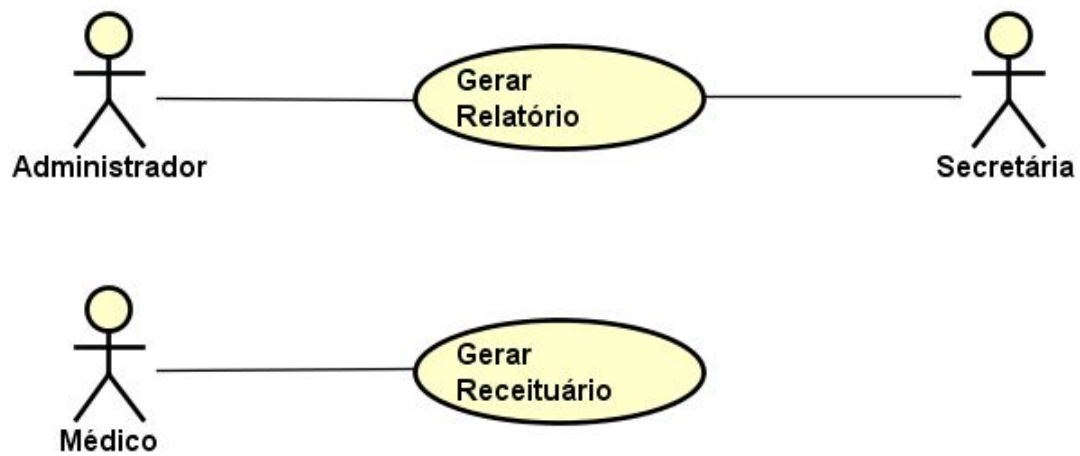 Gerar
Relatório
Administrador
Secretária
Gerar
Receituário
Médico